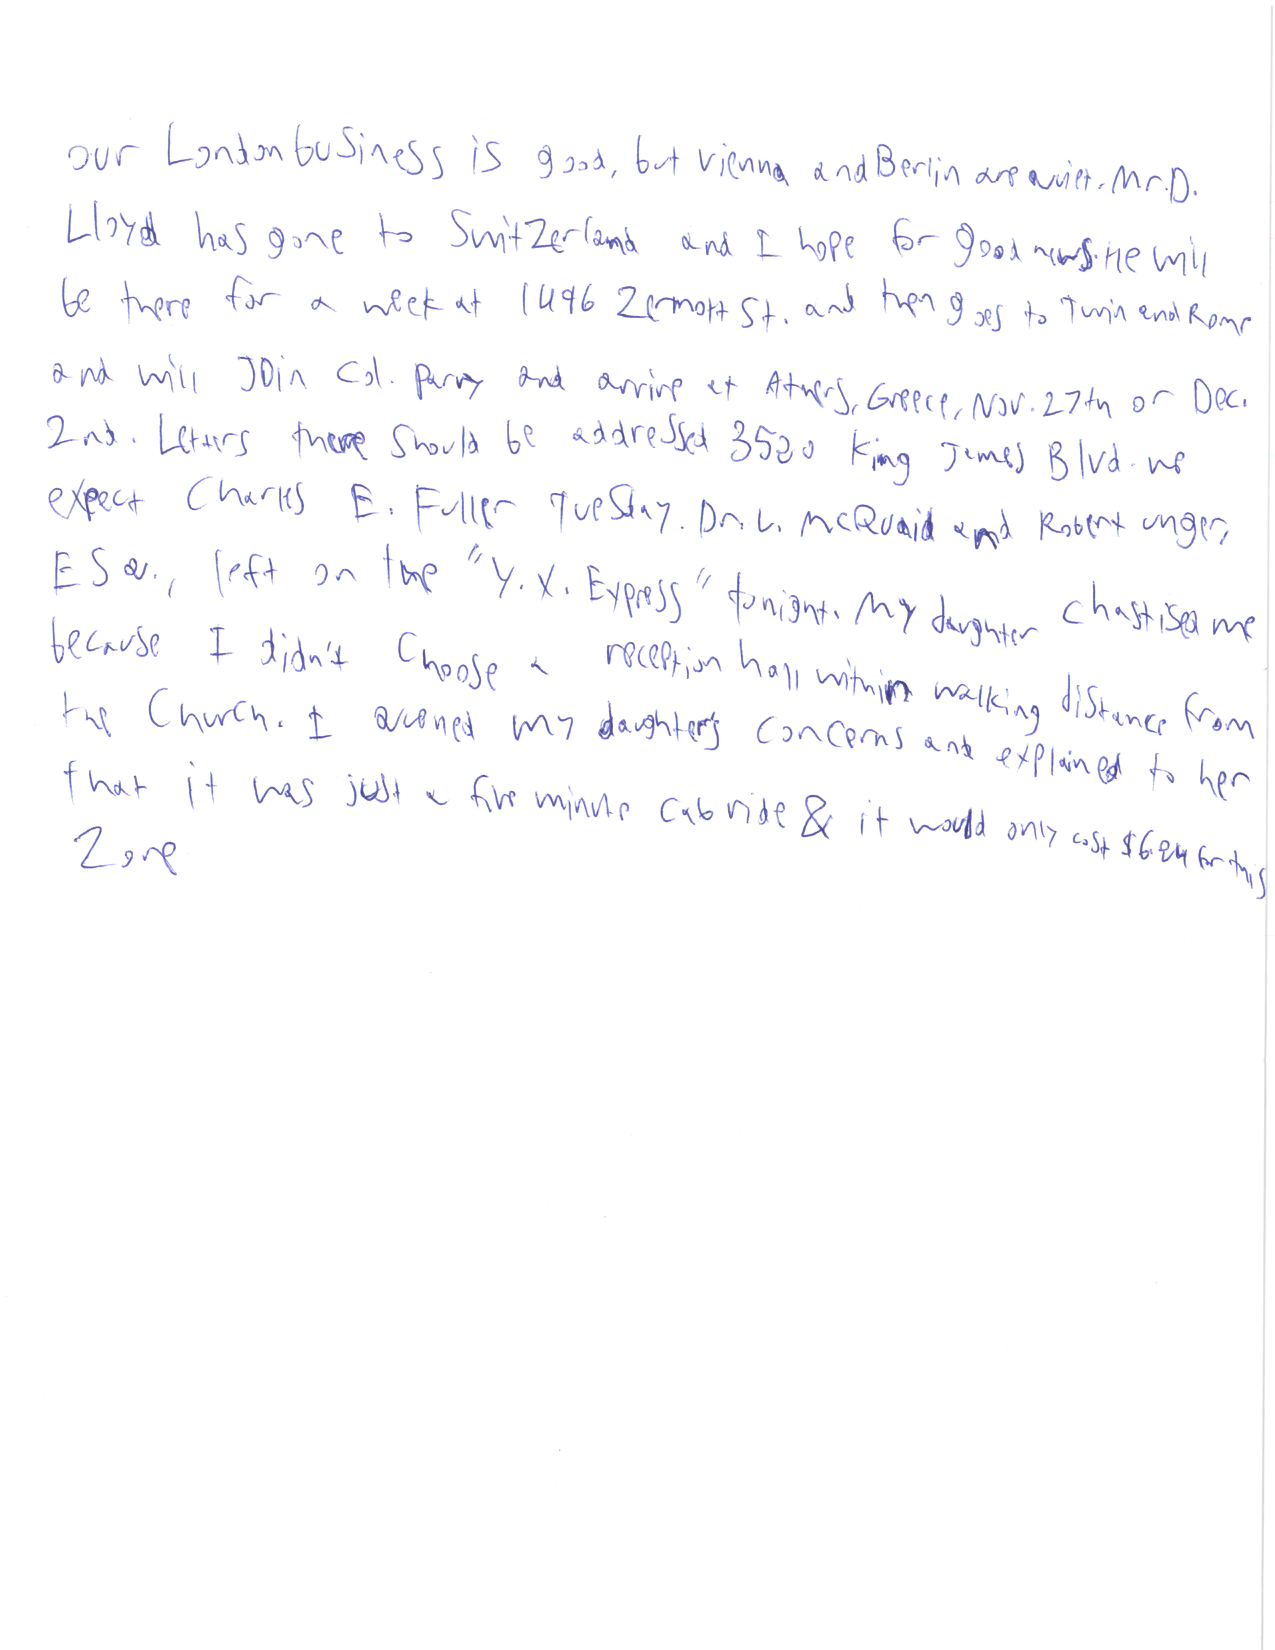 our London business is good, but vienna and Berlin are quiet. Mr. D.
Lloyd has gone to SwitZerland and I hope for good news. He will
be there for a week at 1496 Zermott St. and then goes to Turin and Rome
and will JOin Col. parry and arrive at Athens, Greece, Nov. 27th or Dec.
2nd. Letters there Should be addressed 3520 King James Blvd. we
expect Charles E. Fuller TueSday. Dr. L. McQuaid and Robert unger,
ESQ., left on the "Y. X. Express" tonight. My daughter chastised me
because I didn't Choose a reception hall within walking distance from
the Church. I quened my daughter's concerns and explained to her
that it was just a five minute cab ride & it would only cost $6.84 for this
Zone